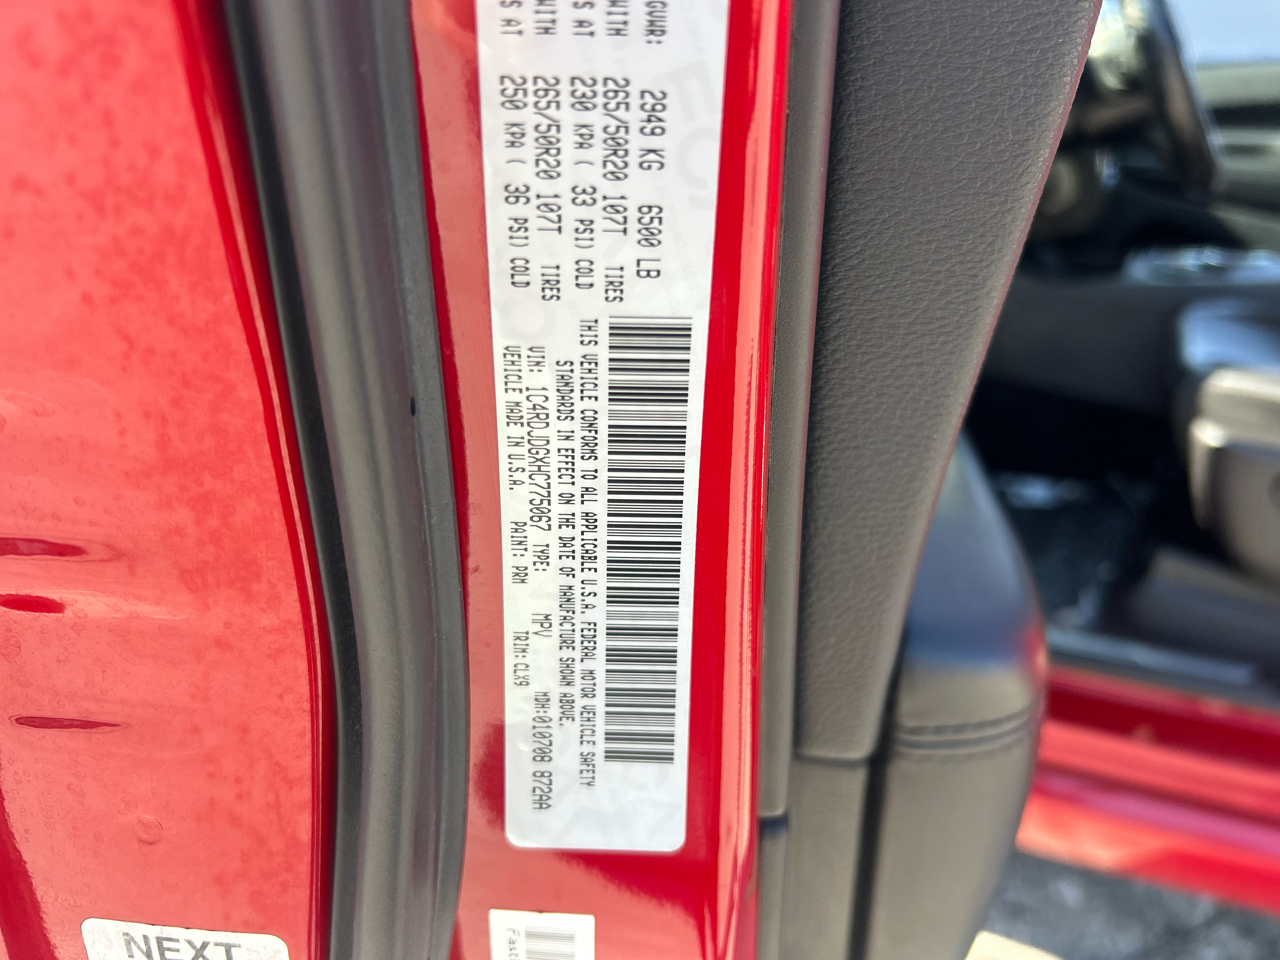 GVWR: 2949 KG 6500 LB
WITH 265/50R20 107T TIRES
S AT 230 KPA ( 33 PSI) COLD
WITH 265/50R20 107T TIRES
S AT 250 KPA ( 36 PSI) COLD
THIS VEHICLE CONFORMS TO ALL APPLICABLE U.S.A. FEDERAL MOTOR VEHICLE SAFETY
STANDARDS IN EFFECT ON THE DATE OF MANUFACTURE SHOWN ABOVE.
VIN: 1C4RDJDGXHC775067 TYPE: MPV MDH:010708 872AA
VEHICLE MADE IN U.S.A. PAINT: PRM TRIM: CLX9
NEXT